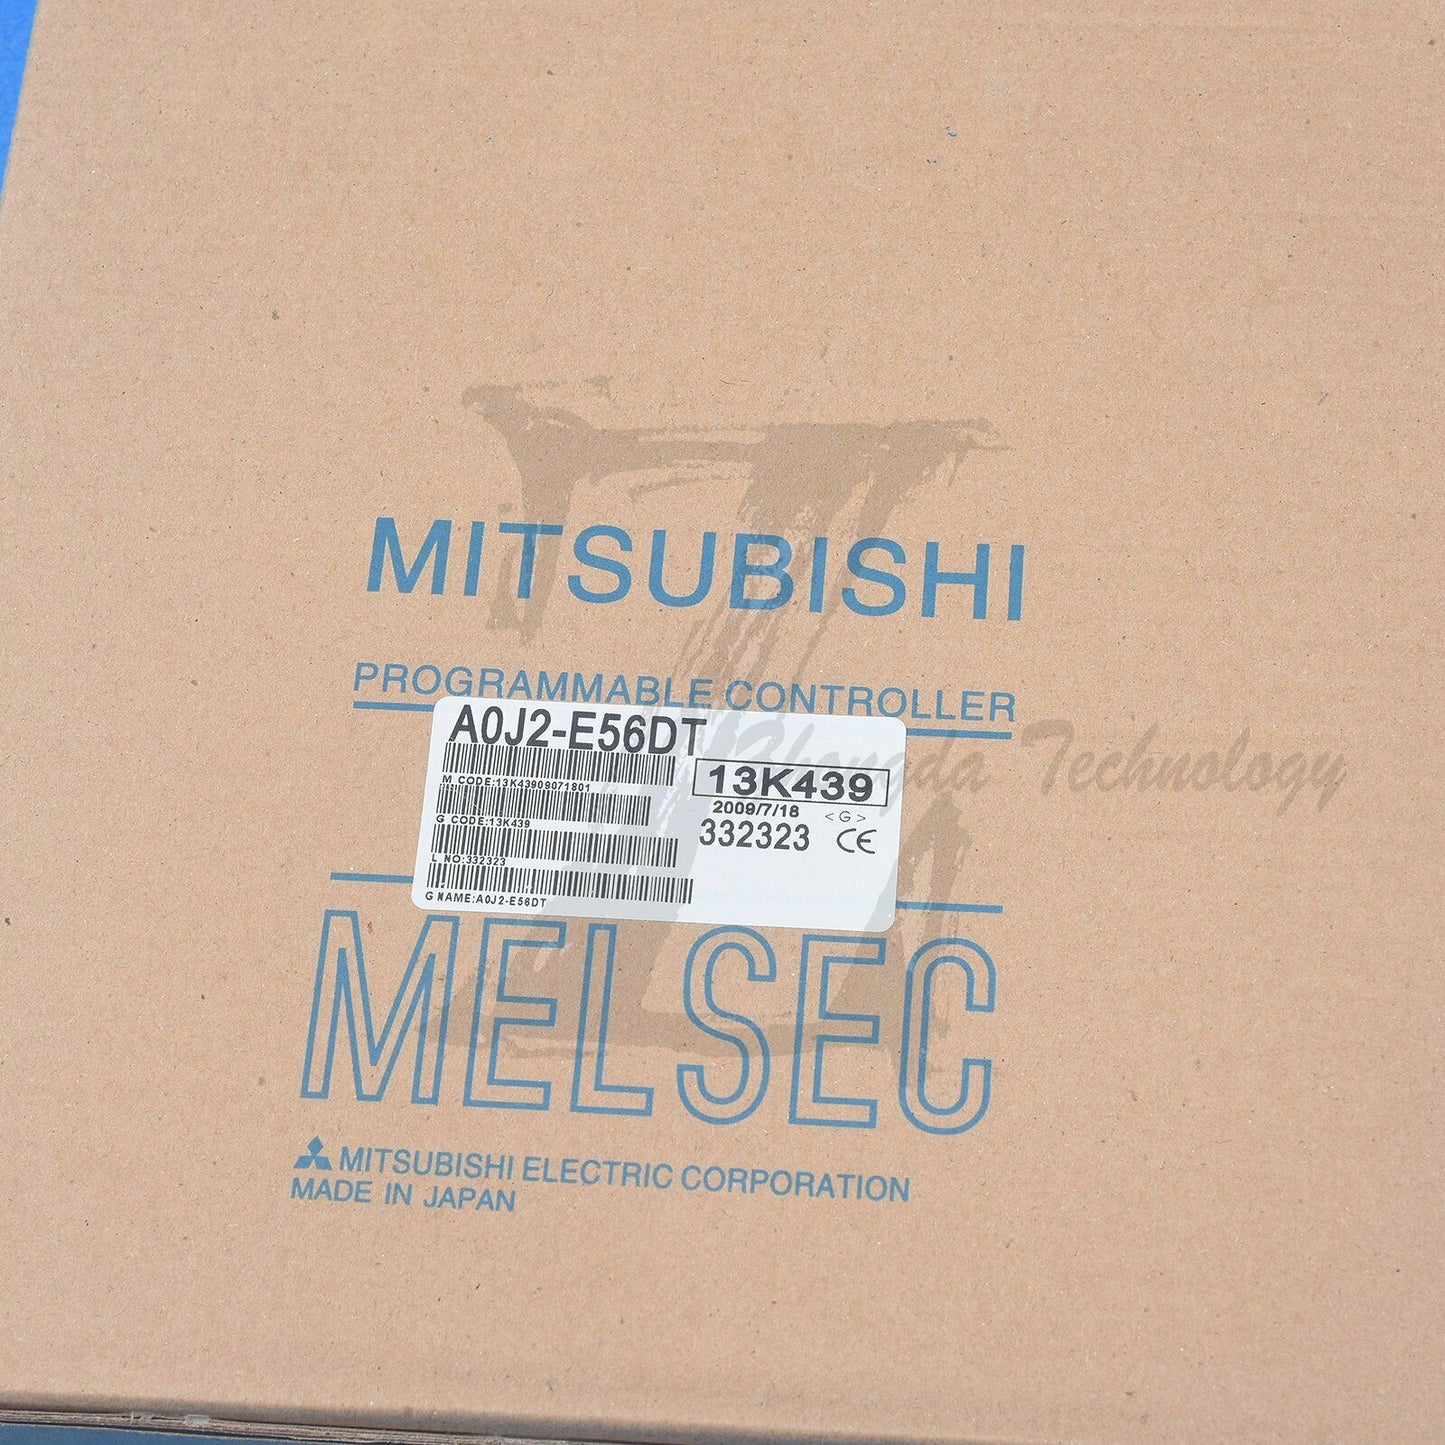 MITSUBISHI
PROGRAMMABLE CONTROLLER
A0J2-E56DT
M CODE:13K43909071801
G CODE:13K439
L NO:332323
G NAME:A0J2-E56DT
13K439
2009/7/18 <G>
332323 CE
Zhongda Technology
MELSEC
MITSUBISHI ELECTRIC CORPORATION
MADE IN JAPAN